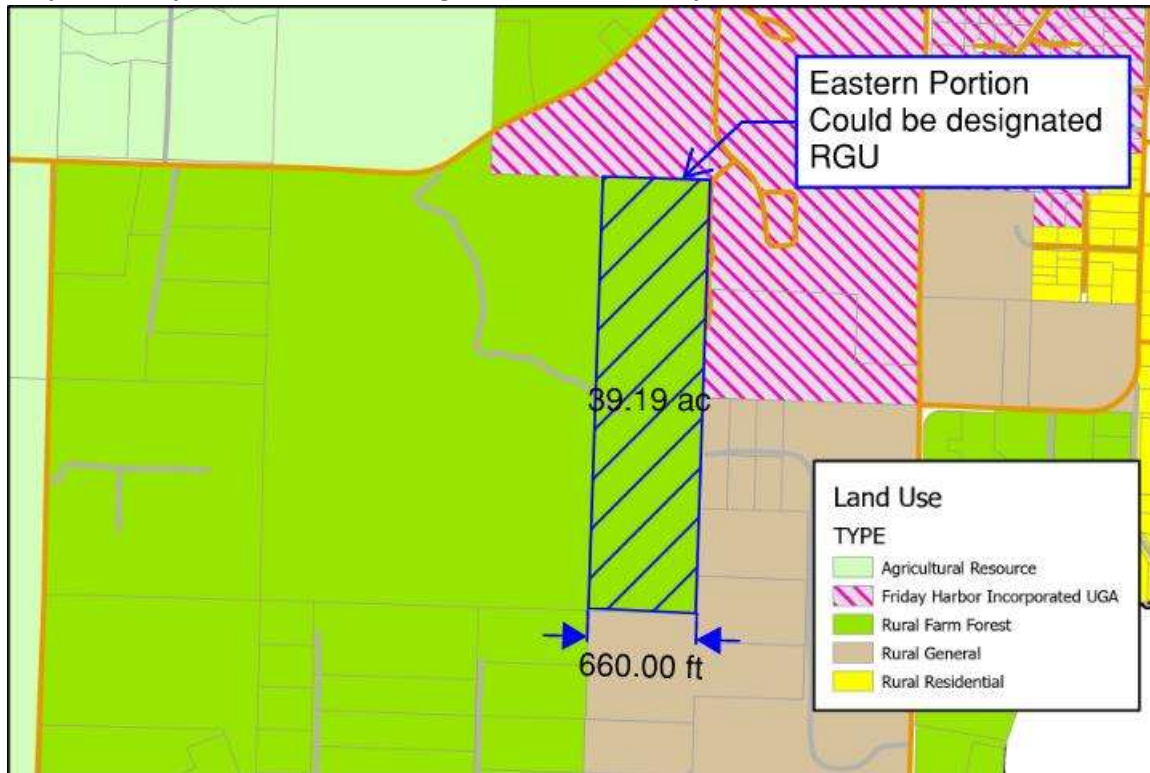 Eastern Portion
Could be designated
RGU
39.19 ac
660.00 ft
Land Use
TYPE
Agricultural Resource
Friday Harbor Incorporated UGA
Rural Farm Forest
Rural General
Rural Residential